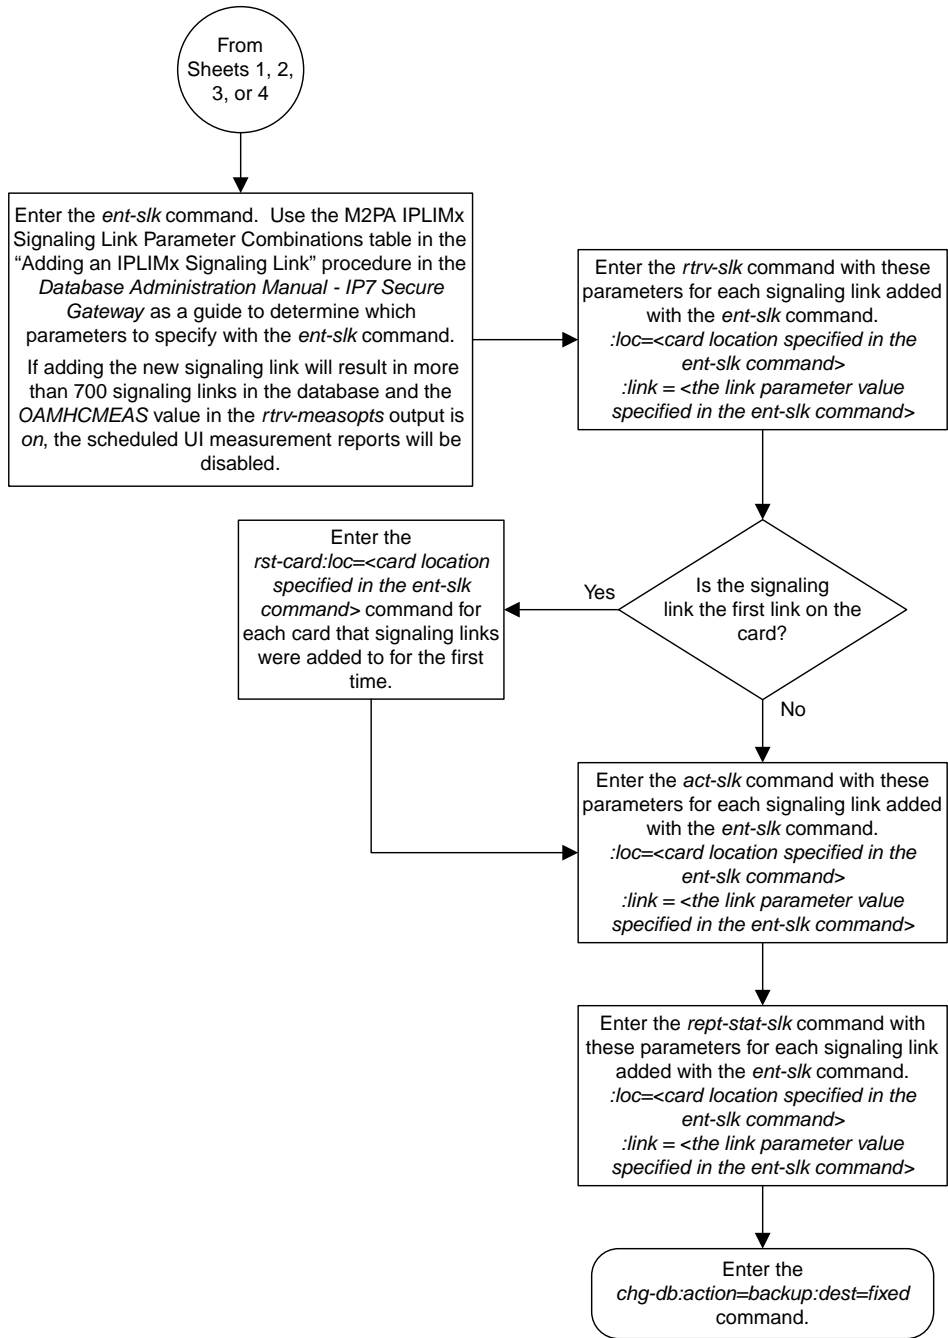 From
Sheets 1, 2,
3, or 4
Enter the ent-slk command.  Use the M2PA IPLIMx
Signaling Link Parameter Combinations table in the
“Adding an IPLIMx Signaling Link” procedure in the
Database Administration Manual - IP7 Secure
Gateway as a guide to determine which
parameters to specify with the ent-slk command.
If adding the new signaling link will result in more
than 700 signaling links in the database and the
OAMHCMEAS value in the rtrv-measopts output is
on, the scheduled UI measurement reports will be
disabled.
Enter the rtrv-slk command with these
parameters for each signaling link added
with the ent-slk command.
:loc=<card location specified in the
ent-slk command>
:link = <the link parameter value
specified in the ent-slk command>
Is the signaling
link the first link on the
card?
Yes
Enter the
rst-card:loc=<card location
specified in the ent-slk
command> command for
each card that signaling links
were added to for the first
time.
No
Enter the act-slk command with these
parameters for each signaling link added
with the ent-slk command.
:loc=<card location specified in the
ent-slk command>
:link = <the link parameter value
specified in the ent-slk command>
Enter the rept-stat-slk command with
these parameters for each signaling link
added with the ent-slk command.
:loc=<card location specified in the
ent-slk command>
:link = <the link parameter value
specified in the ent-slk command>
Enter the
chg-db:action=backup:dest=fixed
command.